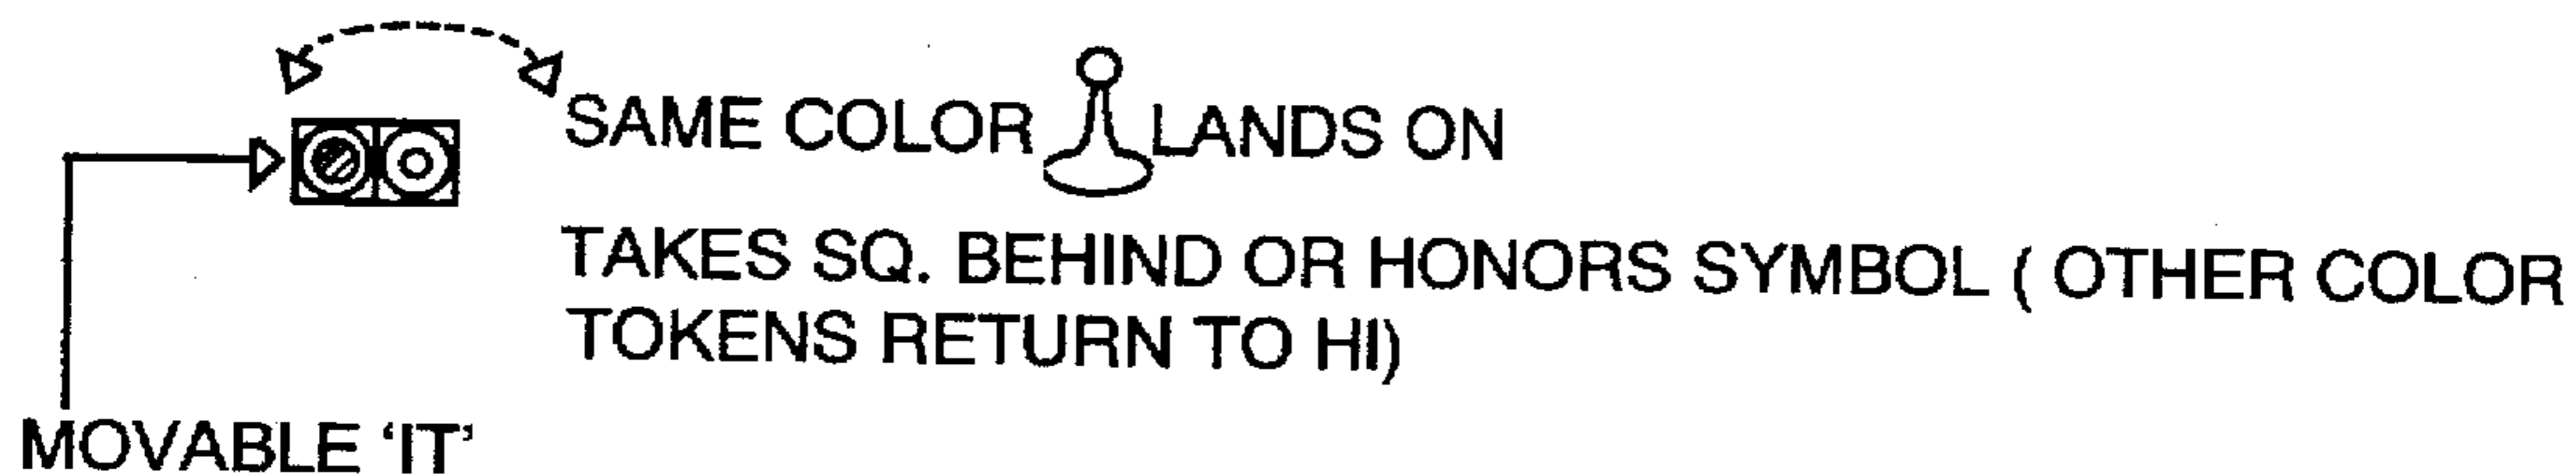 SAME COLOR LANDS ON
TAKES SQ. BEHIND OR HONORS SYMBOL ( OTHER COLOR
TOKENS RETURN TO HI)
MOVABLE ‘IT’